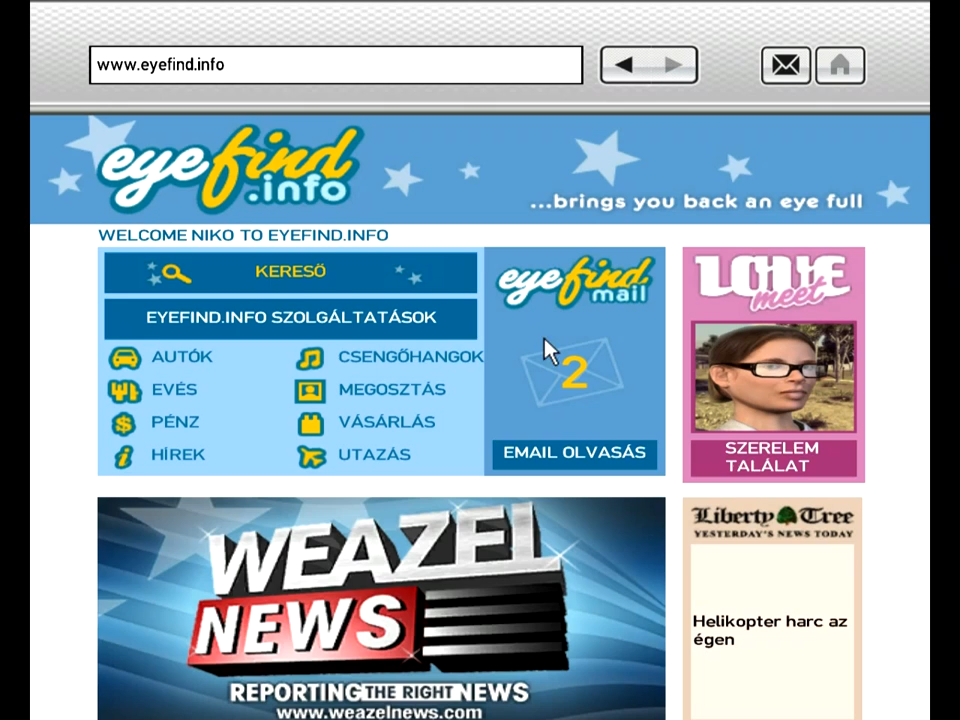 www.eyefind.info
eyefind
.info
...brings you back an eye full
WELCOME NIKO TO EYEFIND.INFO
KERESŐ
EYEFIND.INFO SZOLGÁLTATÁSOK
AUTÓK
CSENGŐHANGOK
EVÉS
MEGOSZTÁS
PÉNZ
VÁSÁRLÁS
HÍREK
UTAZÁS
eyefind
mail
2
EMAIL OLVASÁS
LOVE
meet
SZERELEM
TALÁLAT
WEAZEL
NEWS
REPORTING THE RIGHT NEWS
www.weazelnews.com
Liberty Tree
YESTERDAY'S NEWS TODAY
Helikopter harc az
égen